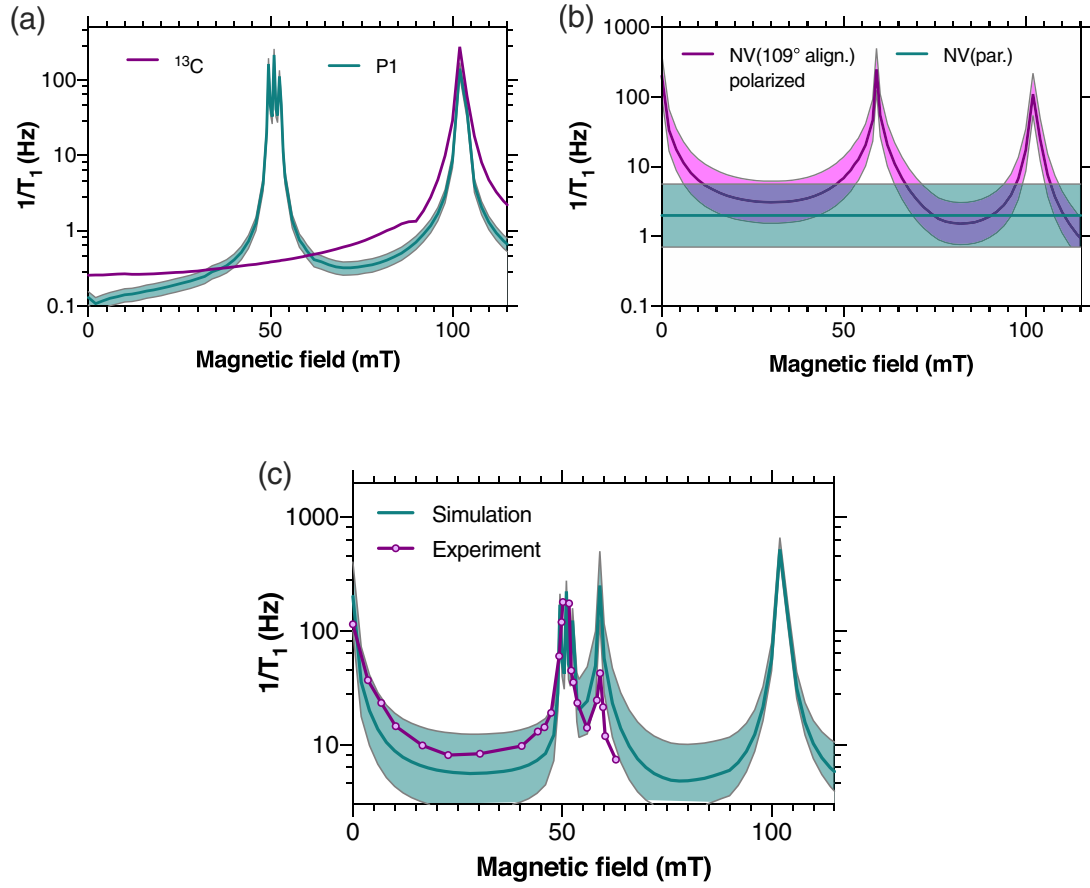 (a)
¹³C
P1
100
10
1
0.1
1/T₁ (Hz)
0
50
100
Magnetic field (mT)
(b)
NV(109° align.)
polarized
NV(par.)
1000
100
10
1
0.1
1/T₁ (Hz)
0
50
100
Magnetic field (mT)
(c)
Simulation
Experiment
1000
100
10
1/T₁ (Hz)
0
50
100
Magnetic field (mT)